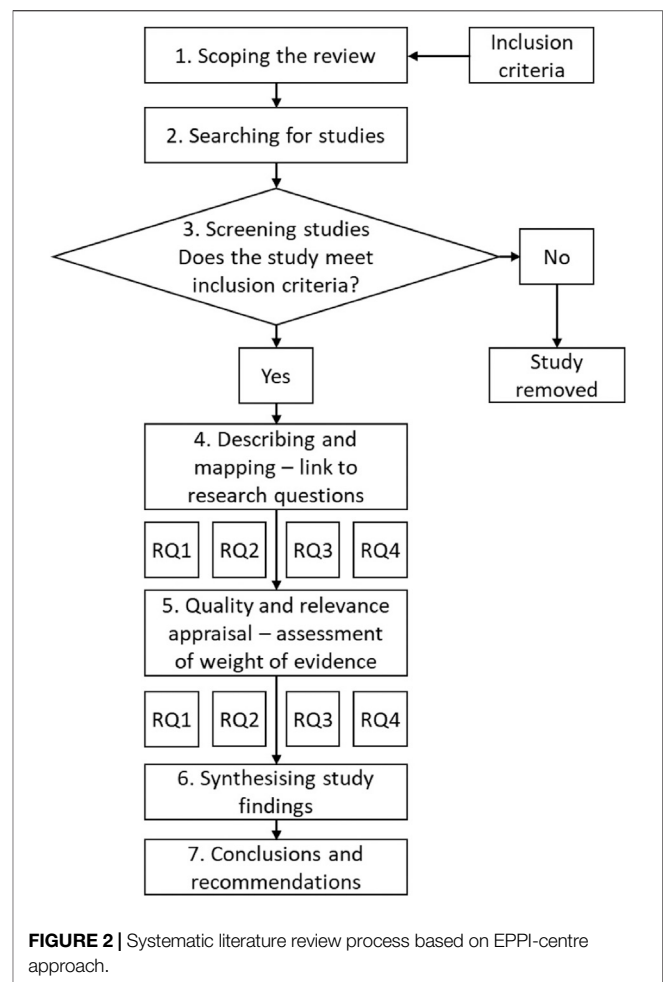 1. Scoping the review
Inclusion
criteria
2. Searching for studies
3. Screening studies
Does the study meet
inclusion criteria?
No
Yes
Study
removed
4. Describing and
mapping – link to
research questions
RQ1 RQ2 RQ3 RQ4
5. Quality and relevance
appraisal – assessment
of weight of evidence
RQ1 RQ2 RQ3 RQ4
6. Synthesising study
findings
7. Conclusions and
recommendations
FIGURE 2 | Systematic literature review process based on EPPI-centre
approach.